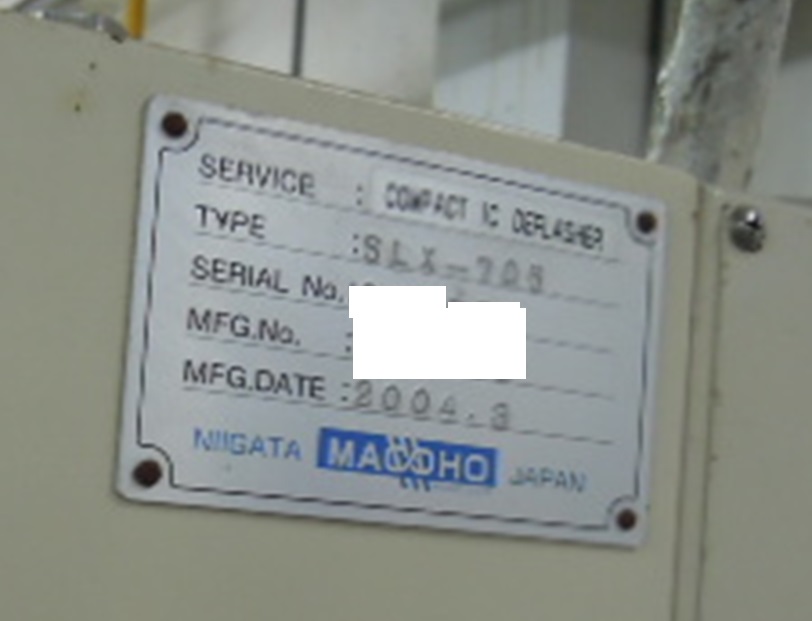 SERVICE : COMPACT IC DEFLASHER
TYPE : SLX-705
SERIAL No.
MFG.No. :
MFG.DATE : 2004.3
NIIGATA MACOHO JAPAN